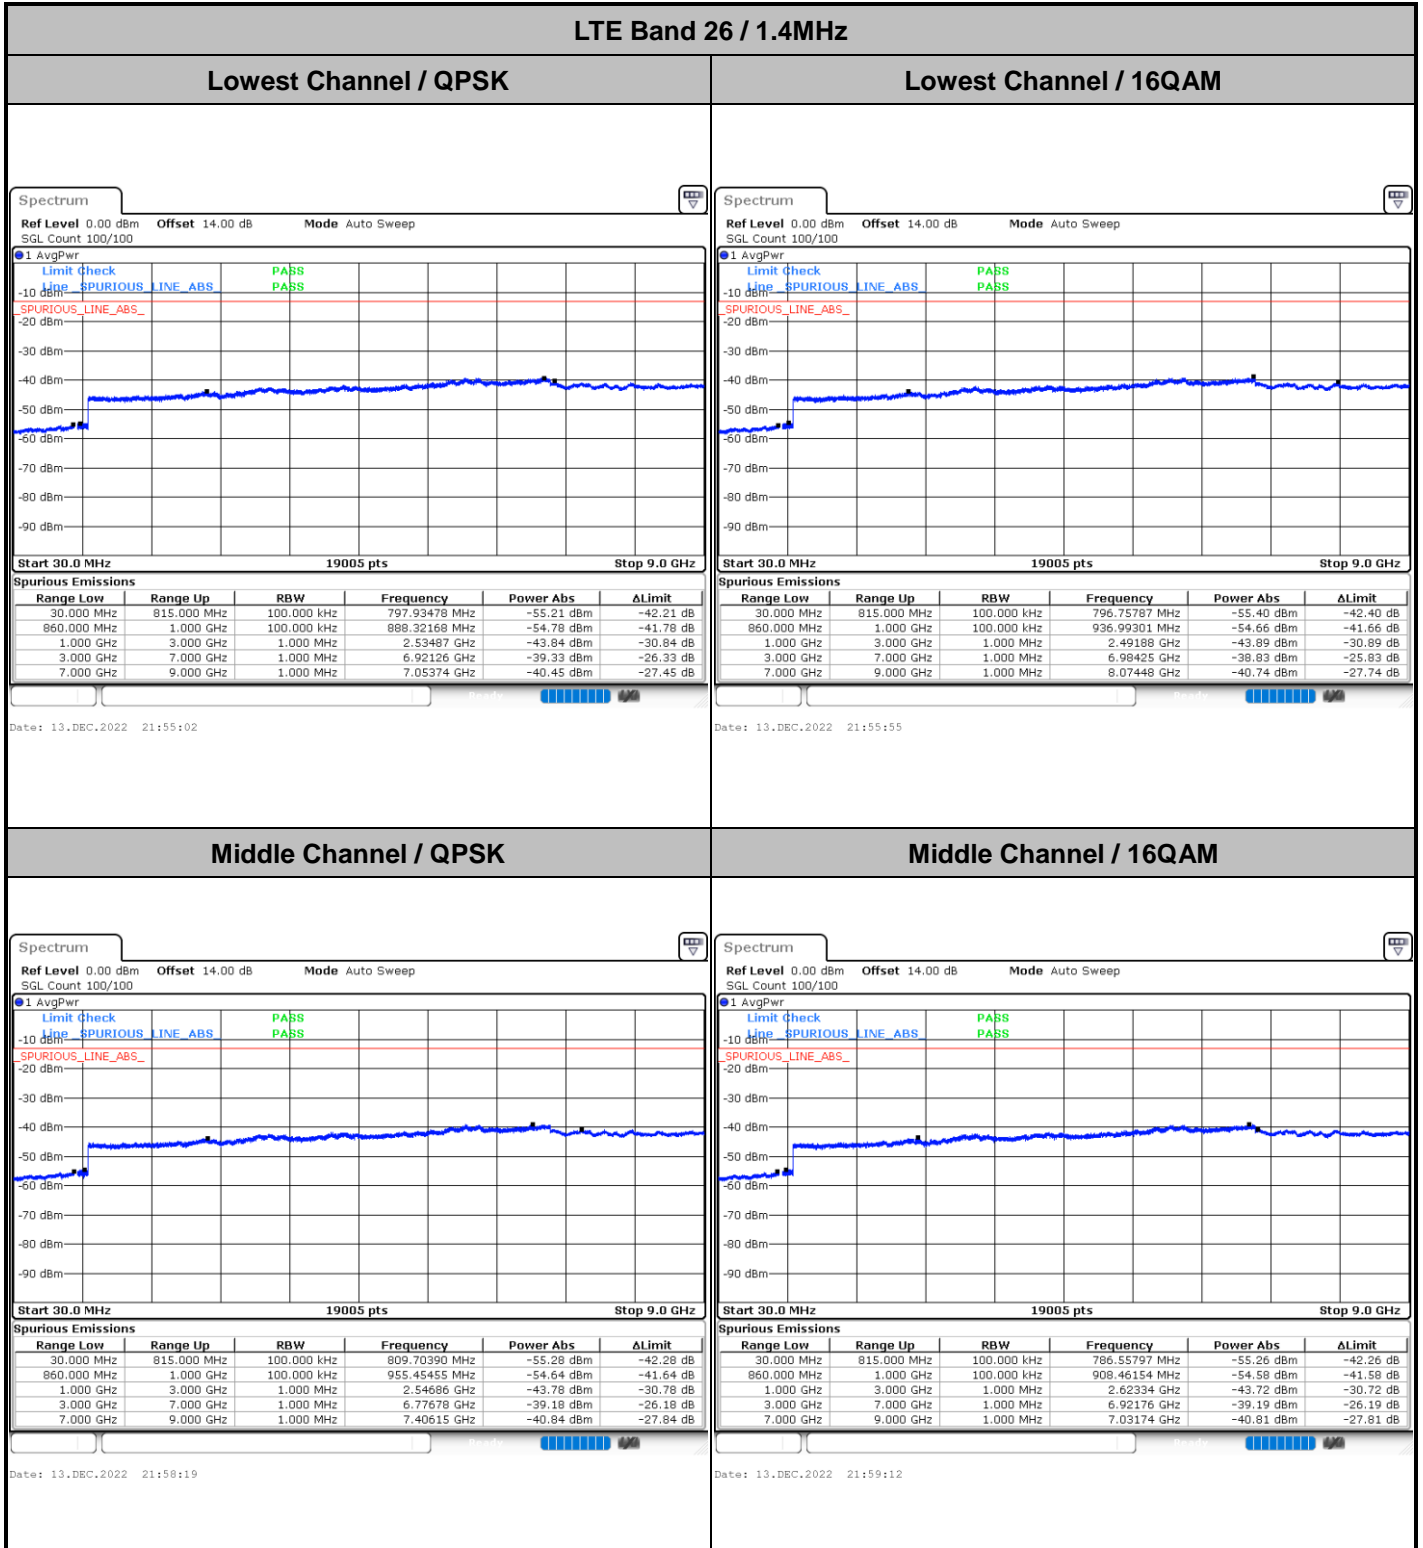 LTE Band 26 / 1.4MHz
Lowest Channel / QPSK
Lowest Channel / 16QAM
Spectrum
Ref Level 0.00 dBm Offset 14.00 dB Mode Auto Sweep
SGL Count 100/100
1 AvgPwr
Limit Check PASS
Line _SPURIOUS_LINE_ABS_ PASS
-10 dBm
_SPURIOUS_LINE_ABS_
-20 dBm
-30 dBm
-40 dBm
-50 dBm
-60 dBm
-70 dBm
-80 dBm
-90 dBm
Start 30.0 MHz 19005 pts Stop 9.0 GHz
Spurious Emissions
Range Low Range Up RBW Frequency Power Abs ΔLimit
30.000 MHz 815.000 MHz 100.000 kHz 797.93478 MHz -55.21 dBm -42.21 dB
860.000 MHz 1.000 GHz 100.000 kHz 888.32168 MHz -54.78 dBm -41.78 dB
1.000 GHz 3.000 GHz 1.000 MHz 2.53487 GHz -43.84 dBm -30.84 dB
3.000 GHz 7.000 GHz 1.000 MHz 6.92126 GHz -39.33 dBm -26.33 dB
7.000 GHz 9.000 GHz 1.000 MHz 7.05374 GHz -40.45 dBm -27.45 dB
Date: 13.DEC.2022 21:55:02
Spectrum
Ref Level 0.00 dBm Offset 14.00 dB Mode Auto Sweep
SGL Count 100/100
1 AvgPwr
Limit Check PASS
Line _SPURIOUS_LINE_ABS_ PASS
-10 dBm
_SPURIOUS_LINE_ABS_
-20 dBm
-30 dBm
-40 dBm
-50 dBm
-60 dBm
-70 dBm
-80 dBm
-90 dBm
Start 30.0 MHz 19005 pts Stop 9.0 GHz
Spurious Emissions
Range Low Range Up RBW Frequency Power Abs ΔLimit
30.000 MHz 815.000 MHz 100.000 kHz 796.75787 MHz -55.40 dBm -42.40 dB
860.000 MHz 1.000 GHz 100.000 kHz 936.99301 MHz -54.66 dBm -41.66 dB
1.000 GHz 3.000 GHz 1.000 MHz 2.49188 GHz -43.89 dBm -30.89 dB
3.000 GHz 7.000 GHz 1.000 MHz 6.98425 GHz -38.83 dBm -25.83 dB
7.000 GHz 9.000 GHz 1.000 MHz 8.07448 GHz -40.74 dBm -27.74 dB
Date: 13.DEC.2022 21:55:55
Middle Channel / QPSK
Middle Channel / 16QAM
Spectrum
Ref Level 0.00 dBm Offset 14.00 dB Mode Auto Sweep
SGL Count 100/100
1 AvgPwr
Limit Check PASS
Line _SPURIOUS_LINE_ABS_ PASS
-10 dBm
_SPURIOUS_LINE_ABS_
-20 dBm
-30 dBm
-40 dBm
-50 dBm
-60 dBm
-70 dBm
-80 dBm
-90 dBm
Start 30.0 MHz 19005 pts Stop 9.0 GHz
Spurious Emissions
Range Low Range Up RBW Frequency Power Abs ΔLimit
30.000 MHz 815.000 MHz 100.000 kHz 809.70390 MHz -55.28 dBm -42.28 dB
860.000 MHz 1.000 GHz 100.000 kHz 955.45455 MHz -54.64 dBm -41.64 dB
1.000 GHz 3.000 GHz 1.000 MHz 2.54686 GHz -43.78 dBm -30.78 dB
3.000 GHz 7.000 GHz 1.000 MHz 6.77678 GHz -39.18 dBm -26.18 dB
7.000 GHz 9.000 GHz 1.000 MHz 7.40615 GHz -40.84 dBm -27.84 dB
Date: 13.DEC.2022 21:58:19
Spectrum
Ref Level 0.00 dBm Offset 14.00 dB Mode Auto Sweep
SGL Count 100/100
1 AvgPwr
Limit Check PASS
Line _SPURIOUS_LINE_ABS_ PASS
-10 dBm
_SPURIOUS_LINE_ABS_
-20 dBm
-30 dBm
-40 dBm
-50 dBm
-60 dBm
-70 dBm
-80 dBm
-90 dBm
Start 30.0 MHz 19005 pts Stop 9.0 GHz
Spurious Emissions
Range Low Range Up RBW Frequency Power Abs ΔLimit
30.000 MHz 815.000 MHz 100.000 kHz 786.55797 MHz -55.26 dBm -42.26 dB
860.000 MHz 1.000 GHz 100.000 kHz 908.46154 MHz -54.58 dBm -41.58 dB
1.000 GHz 3.000 GHz 1.000 MHz 2.62334 GHz -43.72 dBm -30.72 dB
3.000 GHz 7.000 GHz 1.000 MHz 6.92176 GHz -39.19 dBm -26.19 dB
7.000 GHz 9.000 GHz 1.000 MHz 7.03174 GHz -40.81 dBm -27.81 dB
Date: 13.DEC.2022 21:59:12